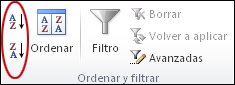 A
Z
Z
A
A Z
Z A
Ordenar
Filtro
Borrar
Volver a aplicar
Avanzadas
Ordenar y filtrar